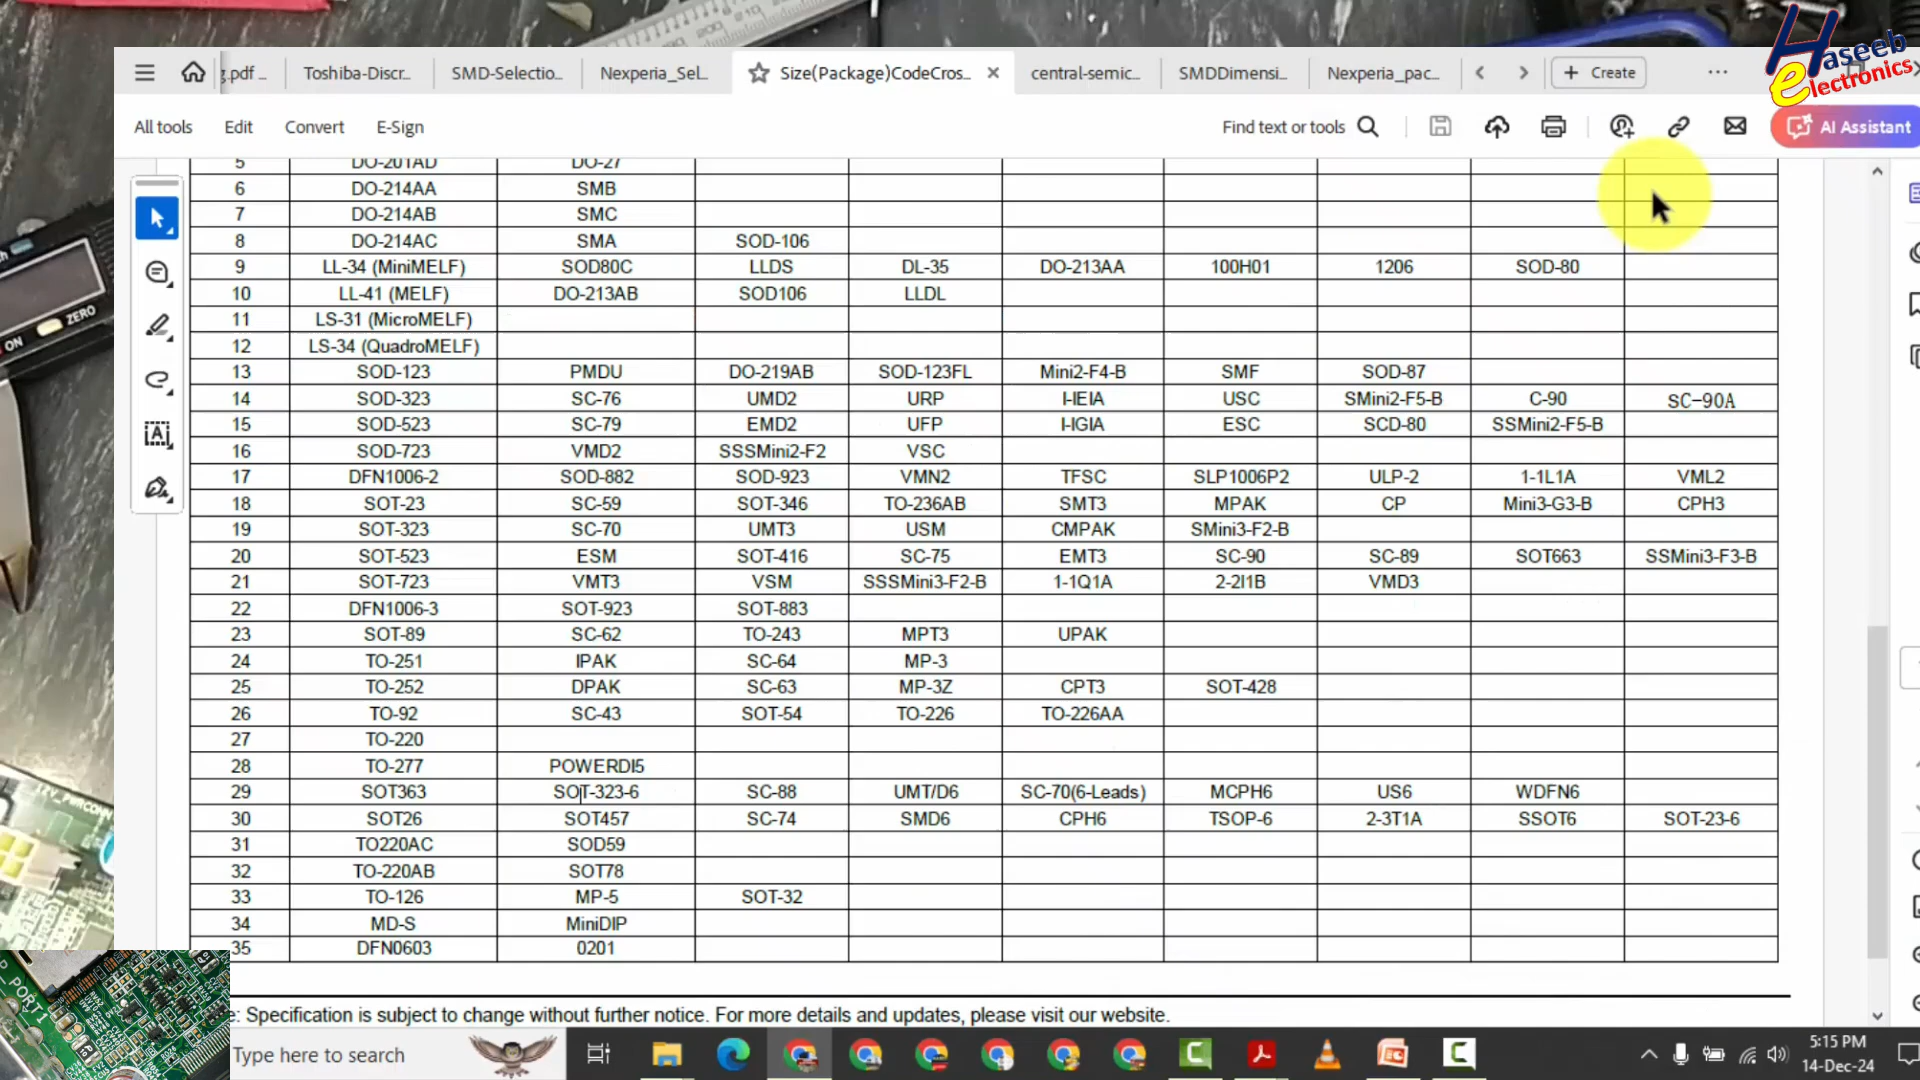 Haseeb
electronics
g.pdf ... Toshiba-Discr... SMD-Selectio... Nexperia_Sel... Size(Package)CodeCros... central-semic... SMDDimensi... Nexperia_pac... + Create ...
All tools Edit Convert E-Sign Find text or tools AI Assistant
5 DO-201AD DO-27
6 DO-214AA SMB
7 DO-214AB SMC
8 DO-214AC SMA SOD-106
9 LL-34 (MiniMELF) SOD80C LLDS DL-35 DO-213AA 100H01 1206 SOD-80
10 LL-41 (MELF) DO-213AB SOD106 LLDL
11 LS-31 (MicroMELF)
12 LS-34 (QuadroMELF)
13 SOD-123 PMDU DO-219AB SOD-123FL Mini2-F4-B SMF SOD-87
14 SOD-323 SC-76 UMD2 URP I-IEIA USC SMini2-F5-B C-90 SC-90A
15 SOD-523 SC-79 EMD2 UFP I-IGIA ESC SCD-80 SSMini2-F5-B
16 SOD-723 VMD2 SSSMini2-F2 VSC
17 DFN1006-2 SOD-882 SOD-923 VMN2 TFSC SLP1006P2 ULP-2 1-1L1A VML2
18 SOT-23 SC-59 SOT-346 TO-236AB SMT3 MPAK CP Mini3-G3-B CPH3
19 SOT-323 SC-70 UMT3 USM CMPAK SMini3-F2-B
20 SOT-523 ESM SOT-416 SC-75 EMT3 SC-90 SC-89 SOT663 SSMini3-F3-B
21 SOT-723 VMT3 VSM SSSMini3-F2-B 1-1Q1A 2-2I1B VMD3
22 DFN1006-3 SOT-923 SOT-883
23 SOT-89 SC-62 TO-243 MPT3 UPAK
24 TO-251 IPAK SC-64 MP-3
25 TO-252 DPAK SC-63 MP-3Z CPT3 SOT-428
26 TO-92 SC-43 SOT-54 TO-226 TO-226AA
27 TO-220
28 TO-277 POWERDI5
29 SOT363 SOT-323-6 SC-88 UMT/D6 SC-70(6-Leads) MCPH6 US6 WDFN6
30 SOT26 SOT457 SC-74 SMD6 CPH6 TSOP-6 2-3T1A SSOT6 SOT-23-6
31 TO220AC SOD59
32 TO-220AB SOT78
33 TO-126 MP-5 SOT-32
34 MD-S MiniDIP
35 DFN0603 0201
e: Specification is subject to change without further notice. For more details and updates, please visit our website.
Type here to search
5:15 PM
14-Dec-24
ZERO
ON
PORT1